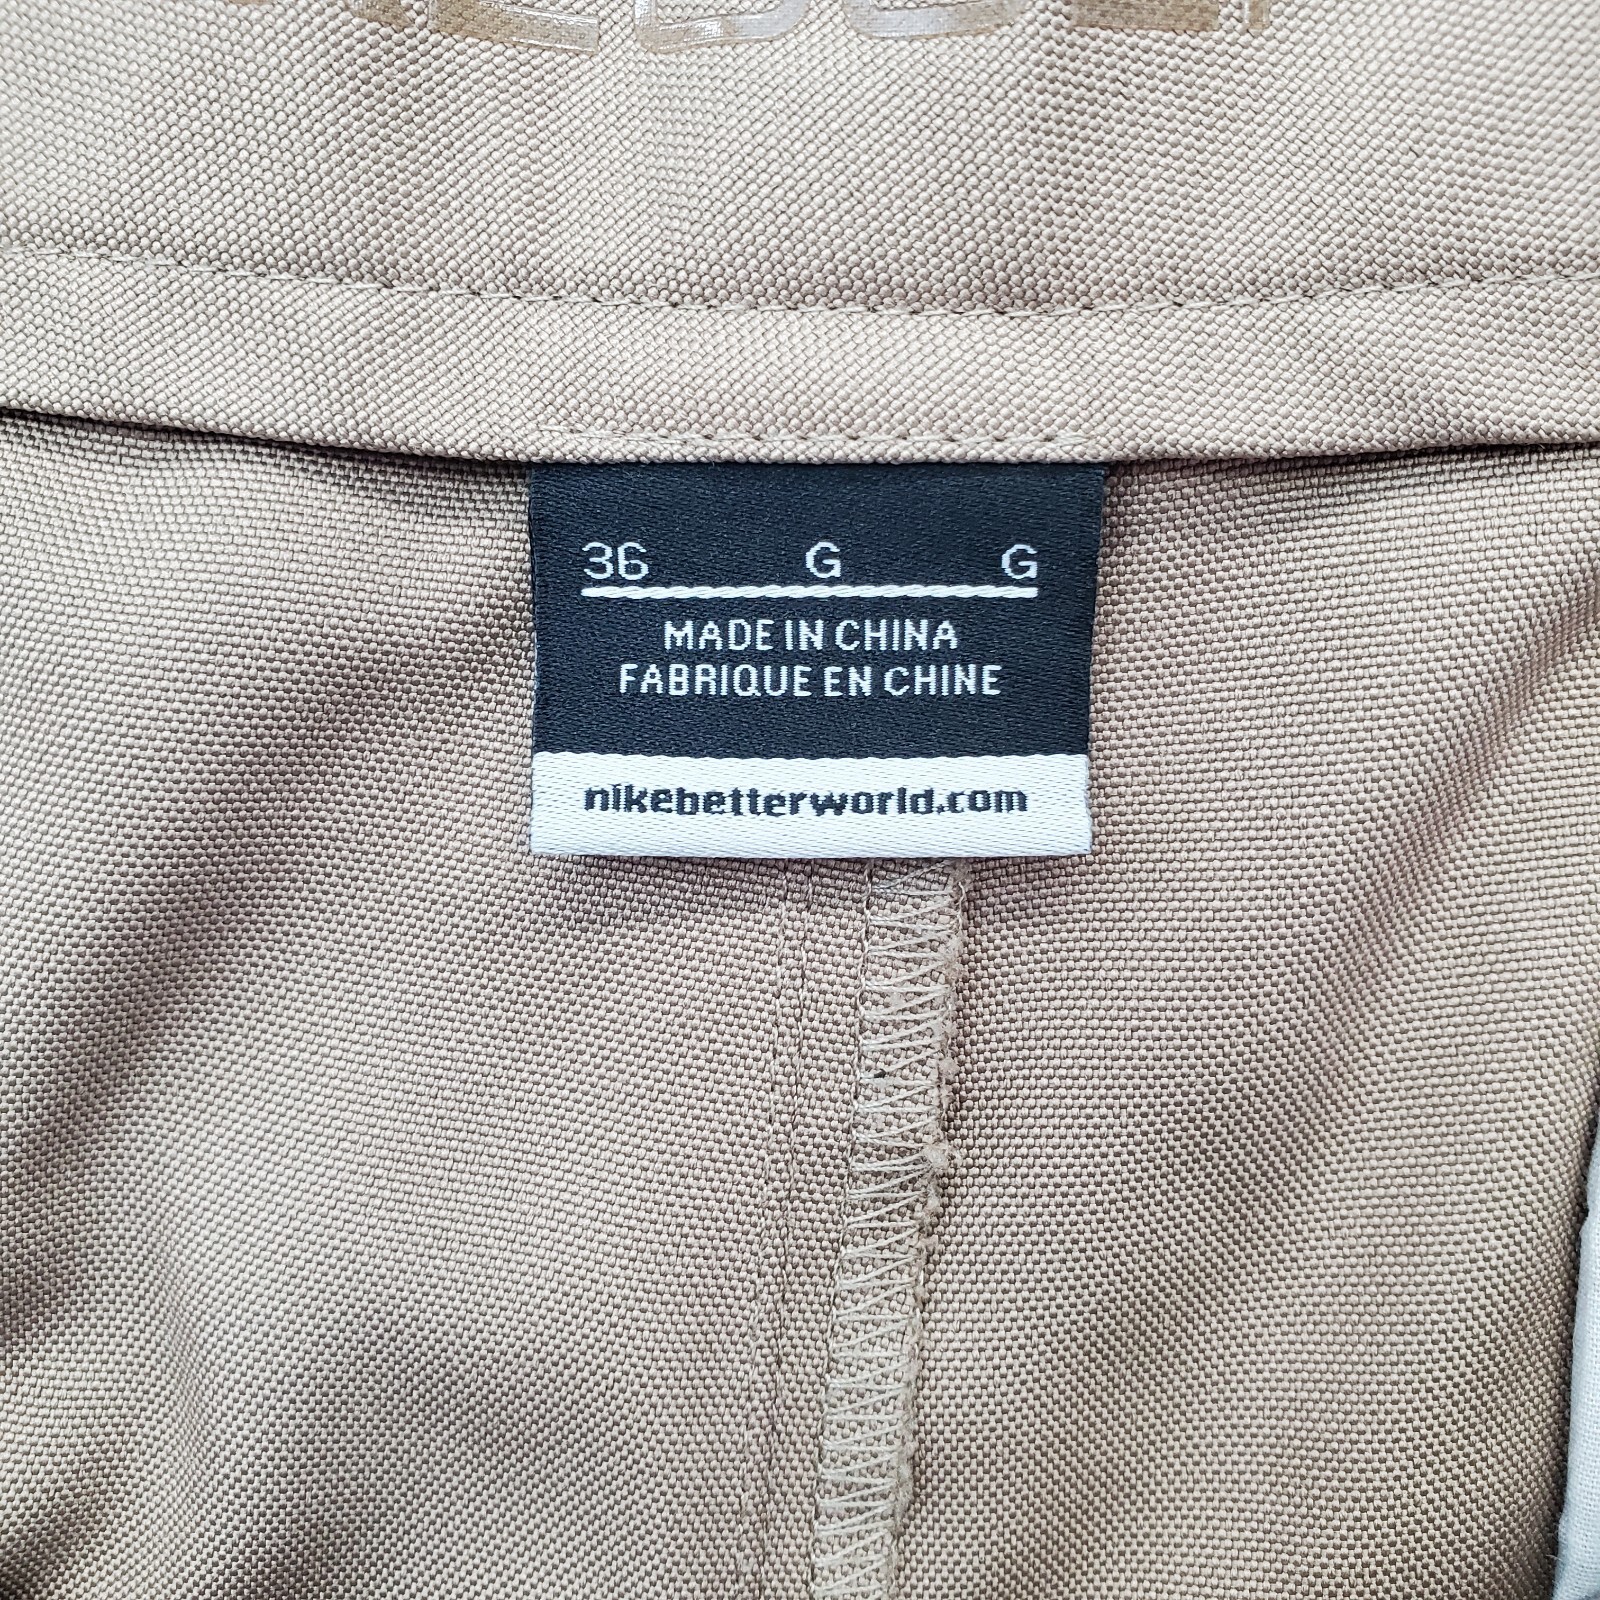 36 G G
MADE IN CHINA
FABRIQUE EN CHINE
nikebetterworld.com